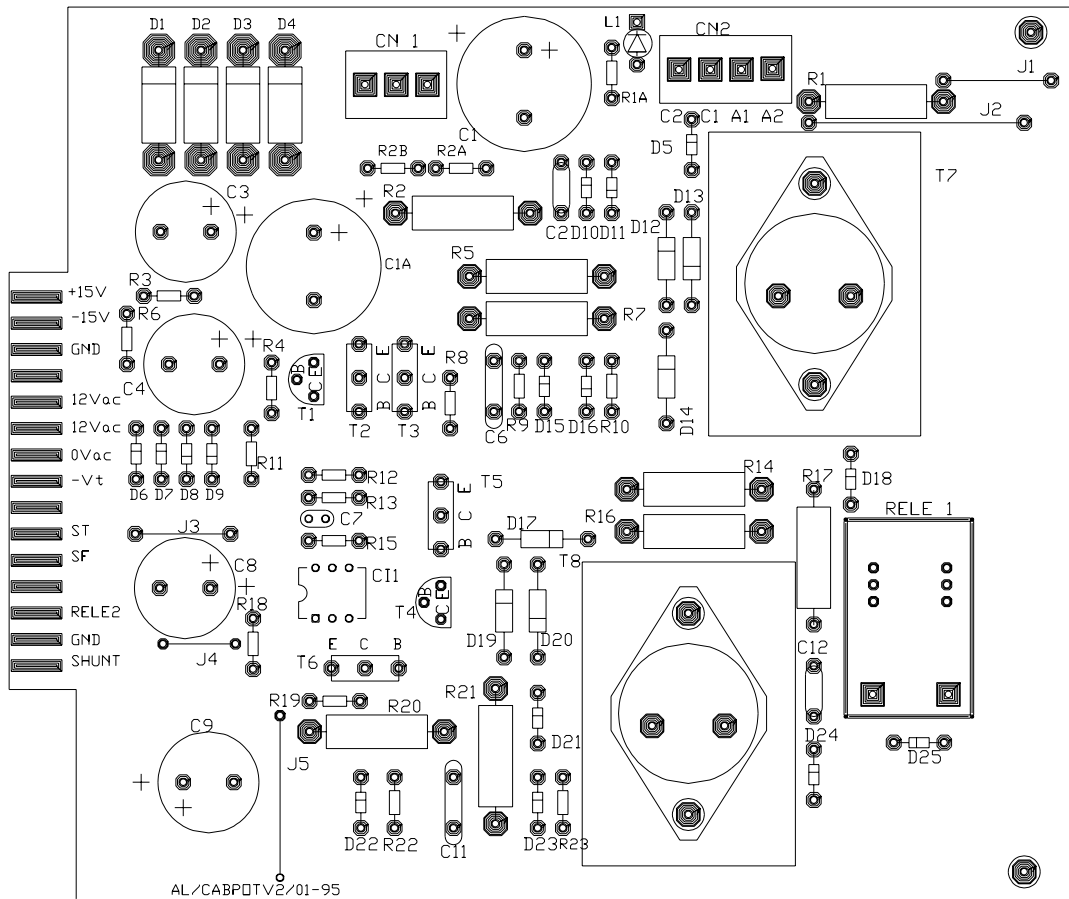 D1 D2 D3 D4
CN 1
L1
CN2
J1
R1
R1A
C1
C2 C1 A1 A2
J2
D5
R2B R2A
T7
C3
R2
C2 D10 D11
D12 D13
C1A
R5
+15V
R3
-15V
R6
R7
GND
C4
R4
B C E
T1
E C B
T2
E C B
T3
R8
C6
R9 D15 D16 R10
D14
12Vac
12Vac
0Vac
-Vt
D6 D7 D8 D9
R11
R12
R13
C7
R15
T5
E C B
R14
R16
R17
D18
D17
T8
RELE 1
ST
J3
SF
C8
CI1
T4
B C E
RELE2
R18
GND
J4
SHUNT
E C B
T6
D19 D20
C12
R19
R20
R21
C9
J5
D21
D24
D25
D22 R22 C11 D23 R23
AL/CABPOTV2/01-95